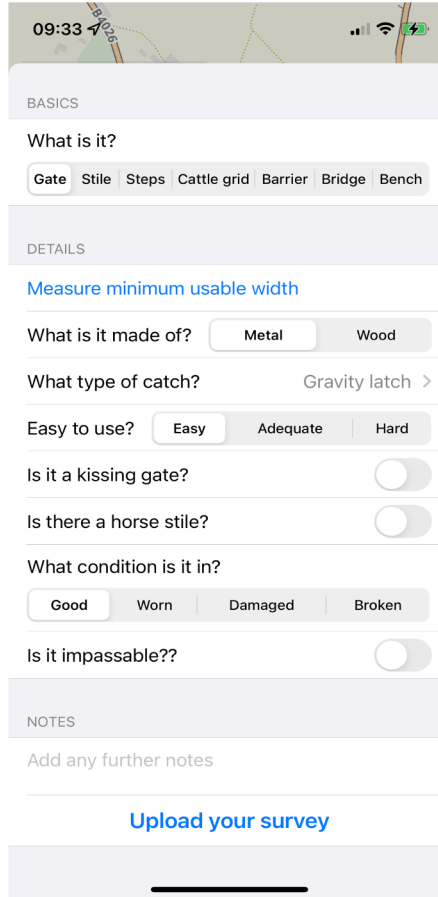 09:33
B4026
BASICS
What is it?
Gate Stile Steps Cattle grid Barrier Bridge Bench
DETAILS
Measure minimum usable width
What is it made of? Metal Wood
What type of catch? Gravity latch
Easy to use? Easy Adequate Hard
Is it a kissing gate?
Is there a horse stile?
What condition is it in?
Good Worn Damaged Broken
Is it impassable??
NOTES
Add any further notes
Upload your survey